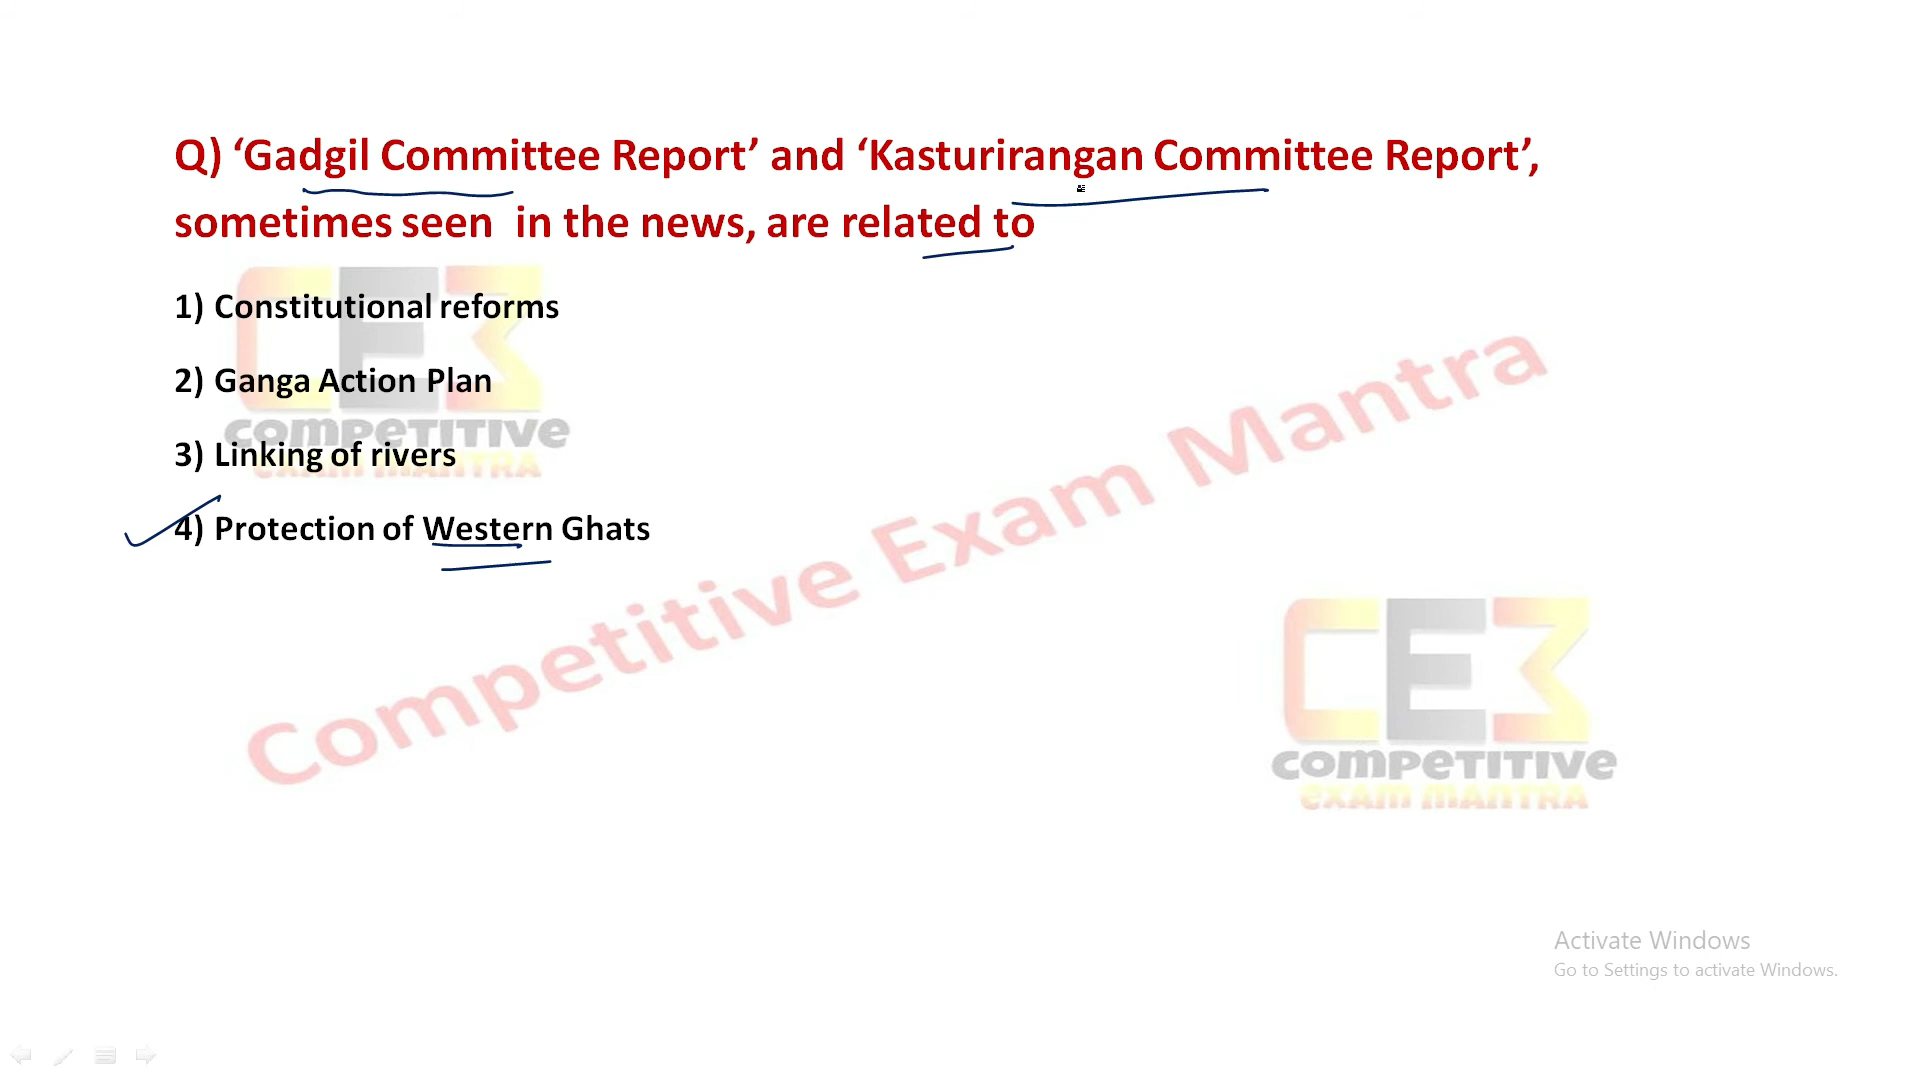 Q) ‘Gadgil Committee Report’ and ‘Kasturirangan Committee Report’,
sometimes seen in the news, are related to
1) Constitutional reforms
2) Ganga Action Plan
3) Linking of rivers
4) Protection of Western Ghats
CEM
COMPETITIVE
EXAM MANTRA
Competitive Exam Mantra
CEM
COMPETITIVE
EXAM MANTRA
Activate Windows
Go to Settings to activate Windows.